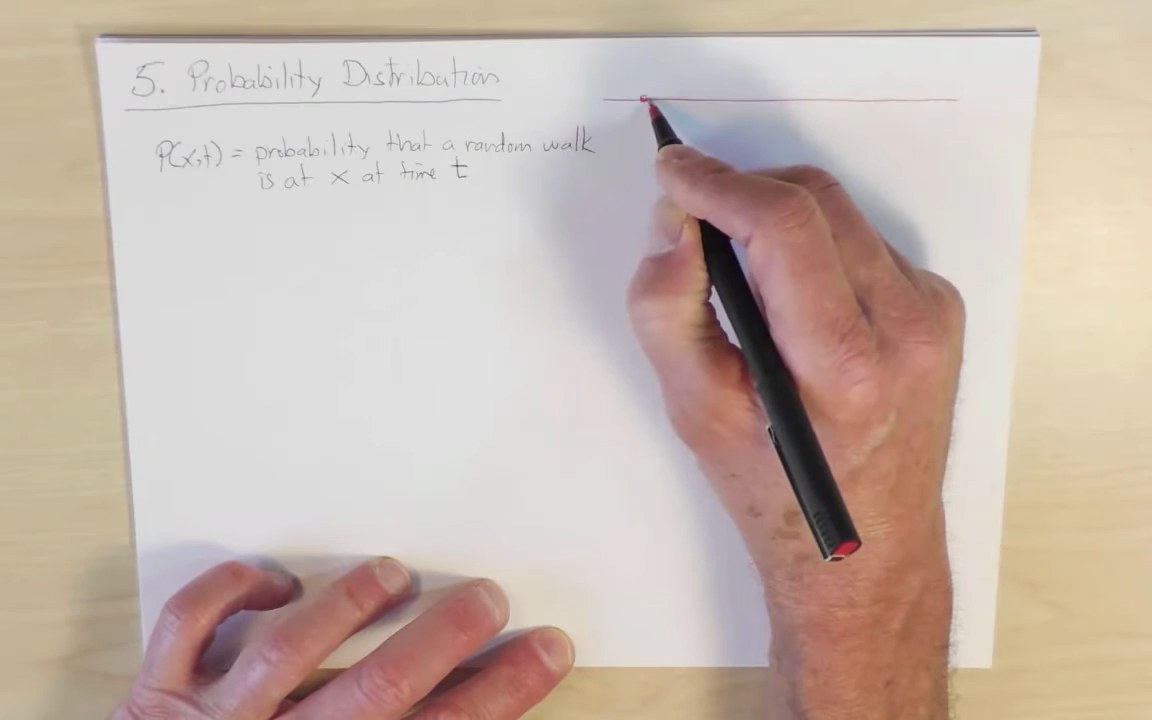 5. Probability Distribution
P(x,t) = probability that a random walk
is at x at time t